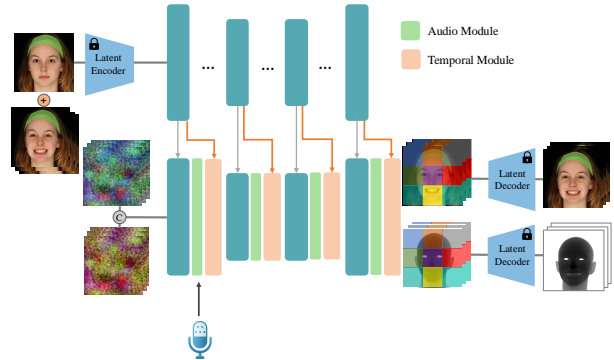 Latent
Encoder
...
...
...
Audio Module
Temporal Module
+
C
Latent
Decoder
Latent
Decoder